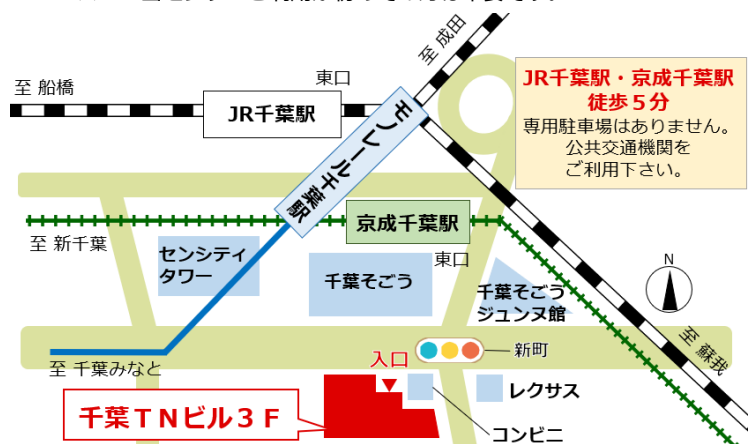 至 成田
至 船橋
東口
JR千葉駅
モノレール千葉駅
JR千葉駅・京成千葉駅
徒歩５分
専用駐車場はありません。
公共交通機関を
ご利用下さい。
京成千葉駅
至 新千葉
東口
センシティ
タワー
千葉そごう
千葉そごう
ジュンヌ館
N
至 蘇我
新町
至 千葉みなと
入口
レクサス
千葉ＴＮビル３Ｆ
コンビニ